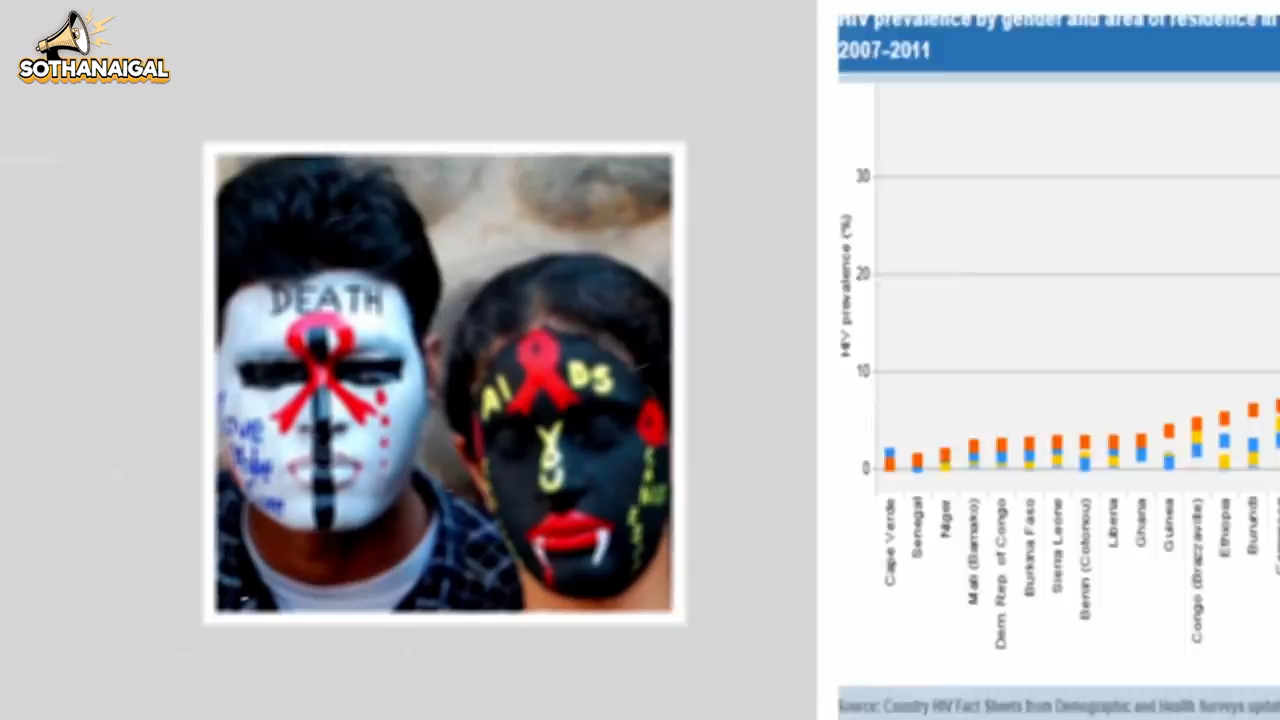 SOTHANAIGAL
DEATH
AI DS
HIV prevalence by gender and area of residence in
2007–2011
HIV prevalence (%)
30
20
10
0
Cape Verde
Senegal
Niger
Mali (Bamako)
Dem. Rep. of Congo
Burkina Faso
Sierra Leone
Benin (Cotonou)
Liberia
Ghana
Guinea
Congo (Brazzaville)
Ethiopia
Burundi
Source: Country HIV Fact Sheets from Demographic and Health Surveys